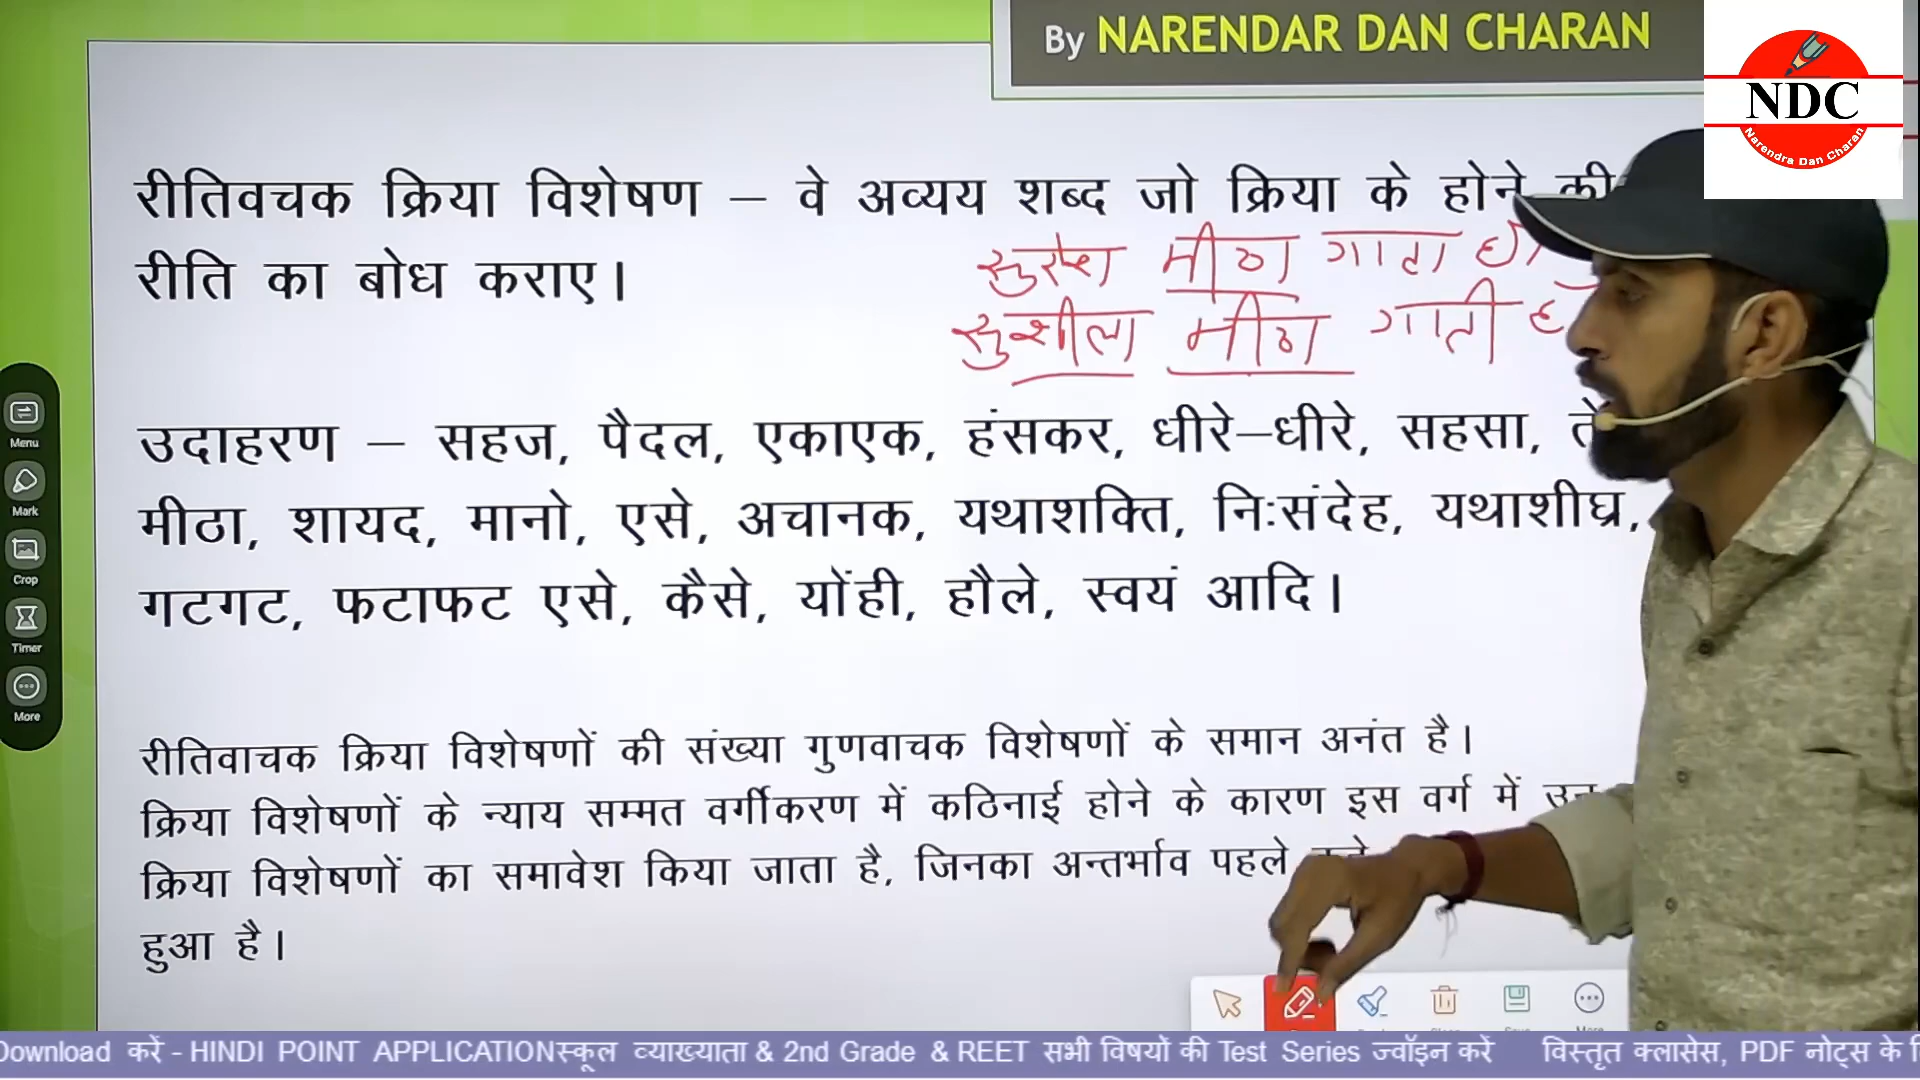 By NARENDAR DAN CHARAN
NDC
Narendra Dan Charan
रीतिवचक क्रिया विशेषण – वे अव्यय शब्द जो क्रिया के होने की
रीति का बोध कराए।
सुरेश मीठा गाता है।
सुशीला मीठा गाती
उदाहरण – सहज, पैदल, एकाएक, हंसकर, धीरे–धीरे, सहसा,
मीठा, शायद, मानो, एसे, अचानक, यथाशक्ति, निःसंदेह, यथाशीघ्र,
गटगट, फटाफट एसे, कैसे, योंही, हौले, स्वयं आदि।
रीतिवाचक क्रिया विशेषणों की संख्या गुणवाचक विशेषणों के समान अनंत है।
क्रिया विशेषणों के न्याय सम्मत वर्गीकरण में कठिनाई होने के कारण इस वर्ग में उन
क्रिया विशेषणों का समावेश किया जाता है, जिनका अन्तर्भाव पहले
हुआ है।
Menu
Mark
Crop
Timer
More
Download करें - HINDI POINT APPLICATIONस्कूल व्याख्याता & 2nd Grade & REET सभी विषयों की Test Series ज्वॉइन करें विस्तृत क्लासेस, PDF नोट्स के